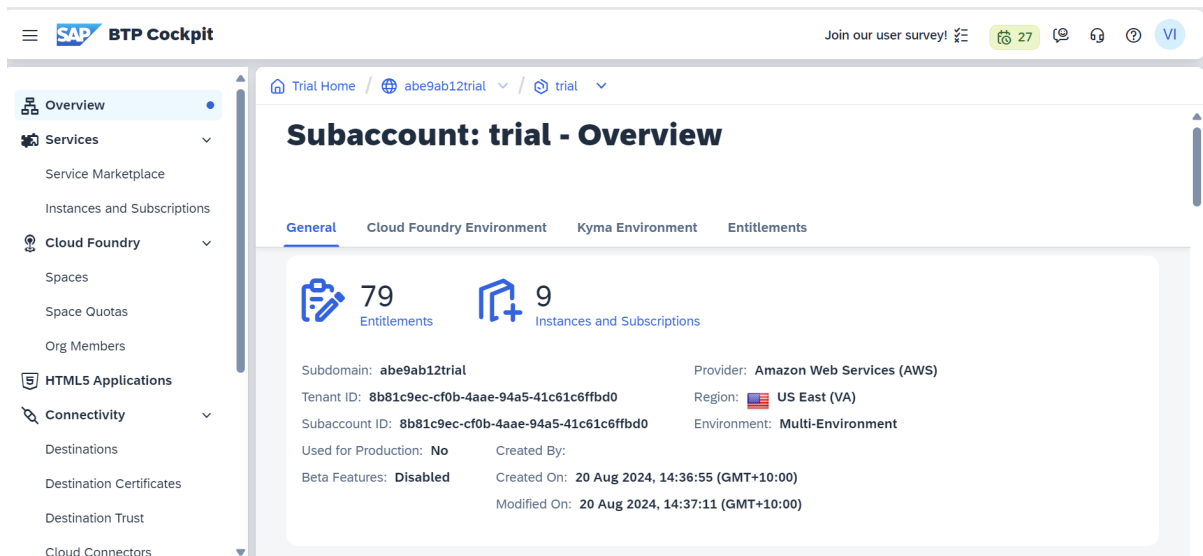 SAP BTP Cockpit
Join our user survey! 27 VI
Overview
Services
Service Marketplace
Instances and Subscriptions
Cloud Foundry
Spaces
Space Quotas
Org Members
5 HTML5 Applications
Connectivity
Destinations
Destination Certificates
Destination Trust
Cloud Connectors
Trial Home / abe9ab12trial / trial
Subaccount: trial - Overview
General Cloud Foundry Environment Kyma Environment Entitlements
79
Entitlements
9
Instances and Subscriptions
Subdomain: abe9ab12trial
Tenant ID: 8b81c9ec-cf0b-4aae-94a5-41c61c6ffbd0
Subaccount ID: 8b81c9ec-cf0b-4aae-94a5-41c61c6ffbd0
Used for Production: No
Beta Features: Disabled
Created By:
Created On: 20 Aug 2024, 14:36:55 (GMT+10:00)
Modified On: 20 Aug 2024, 14:37:11 (GMT+10:00)
Provider: Amazon Web Services (AWS)
Region: US East (VA)
Environment: Multi-Environment